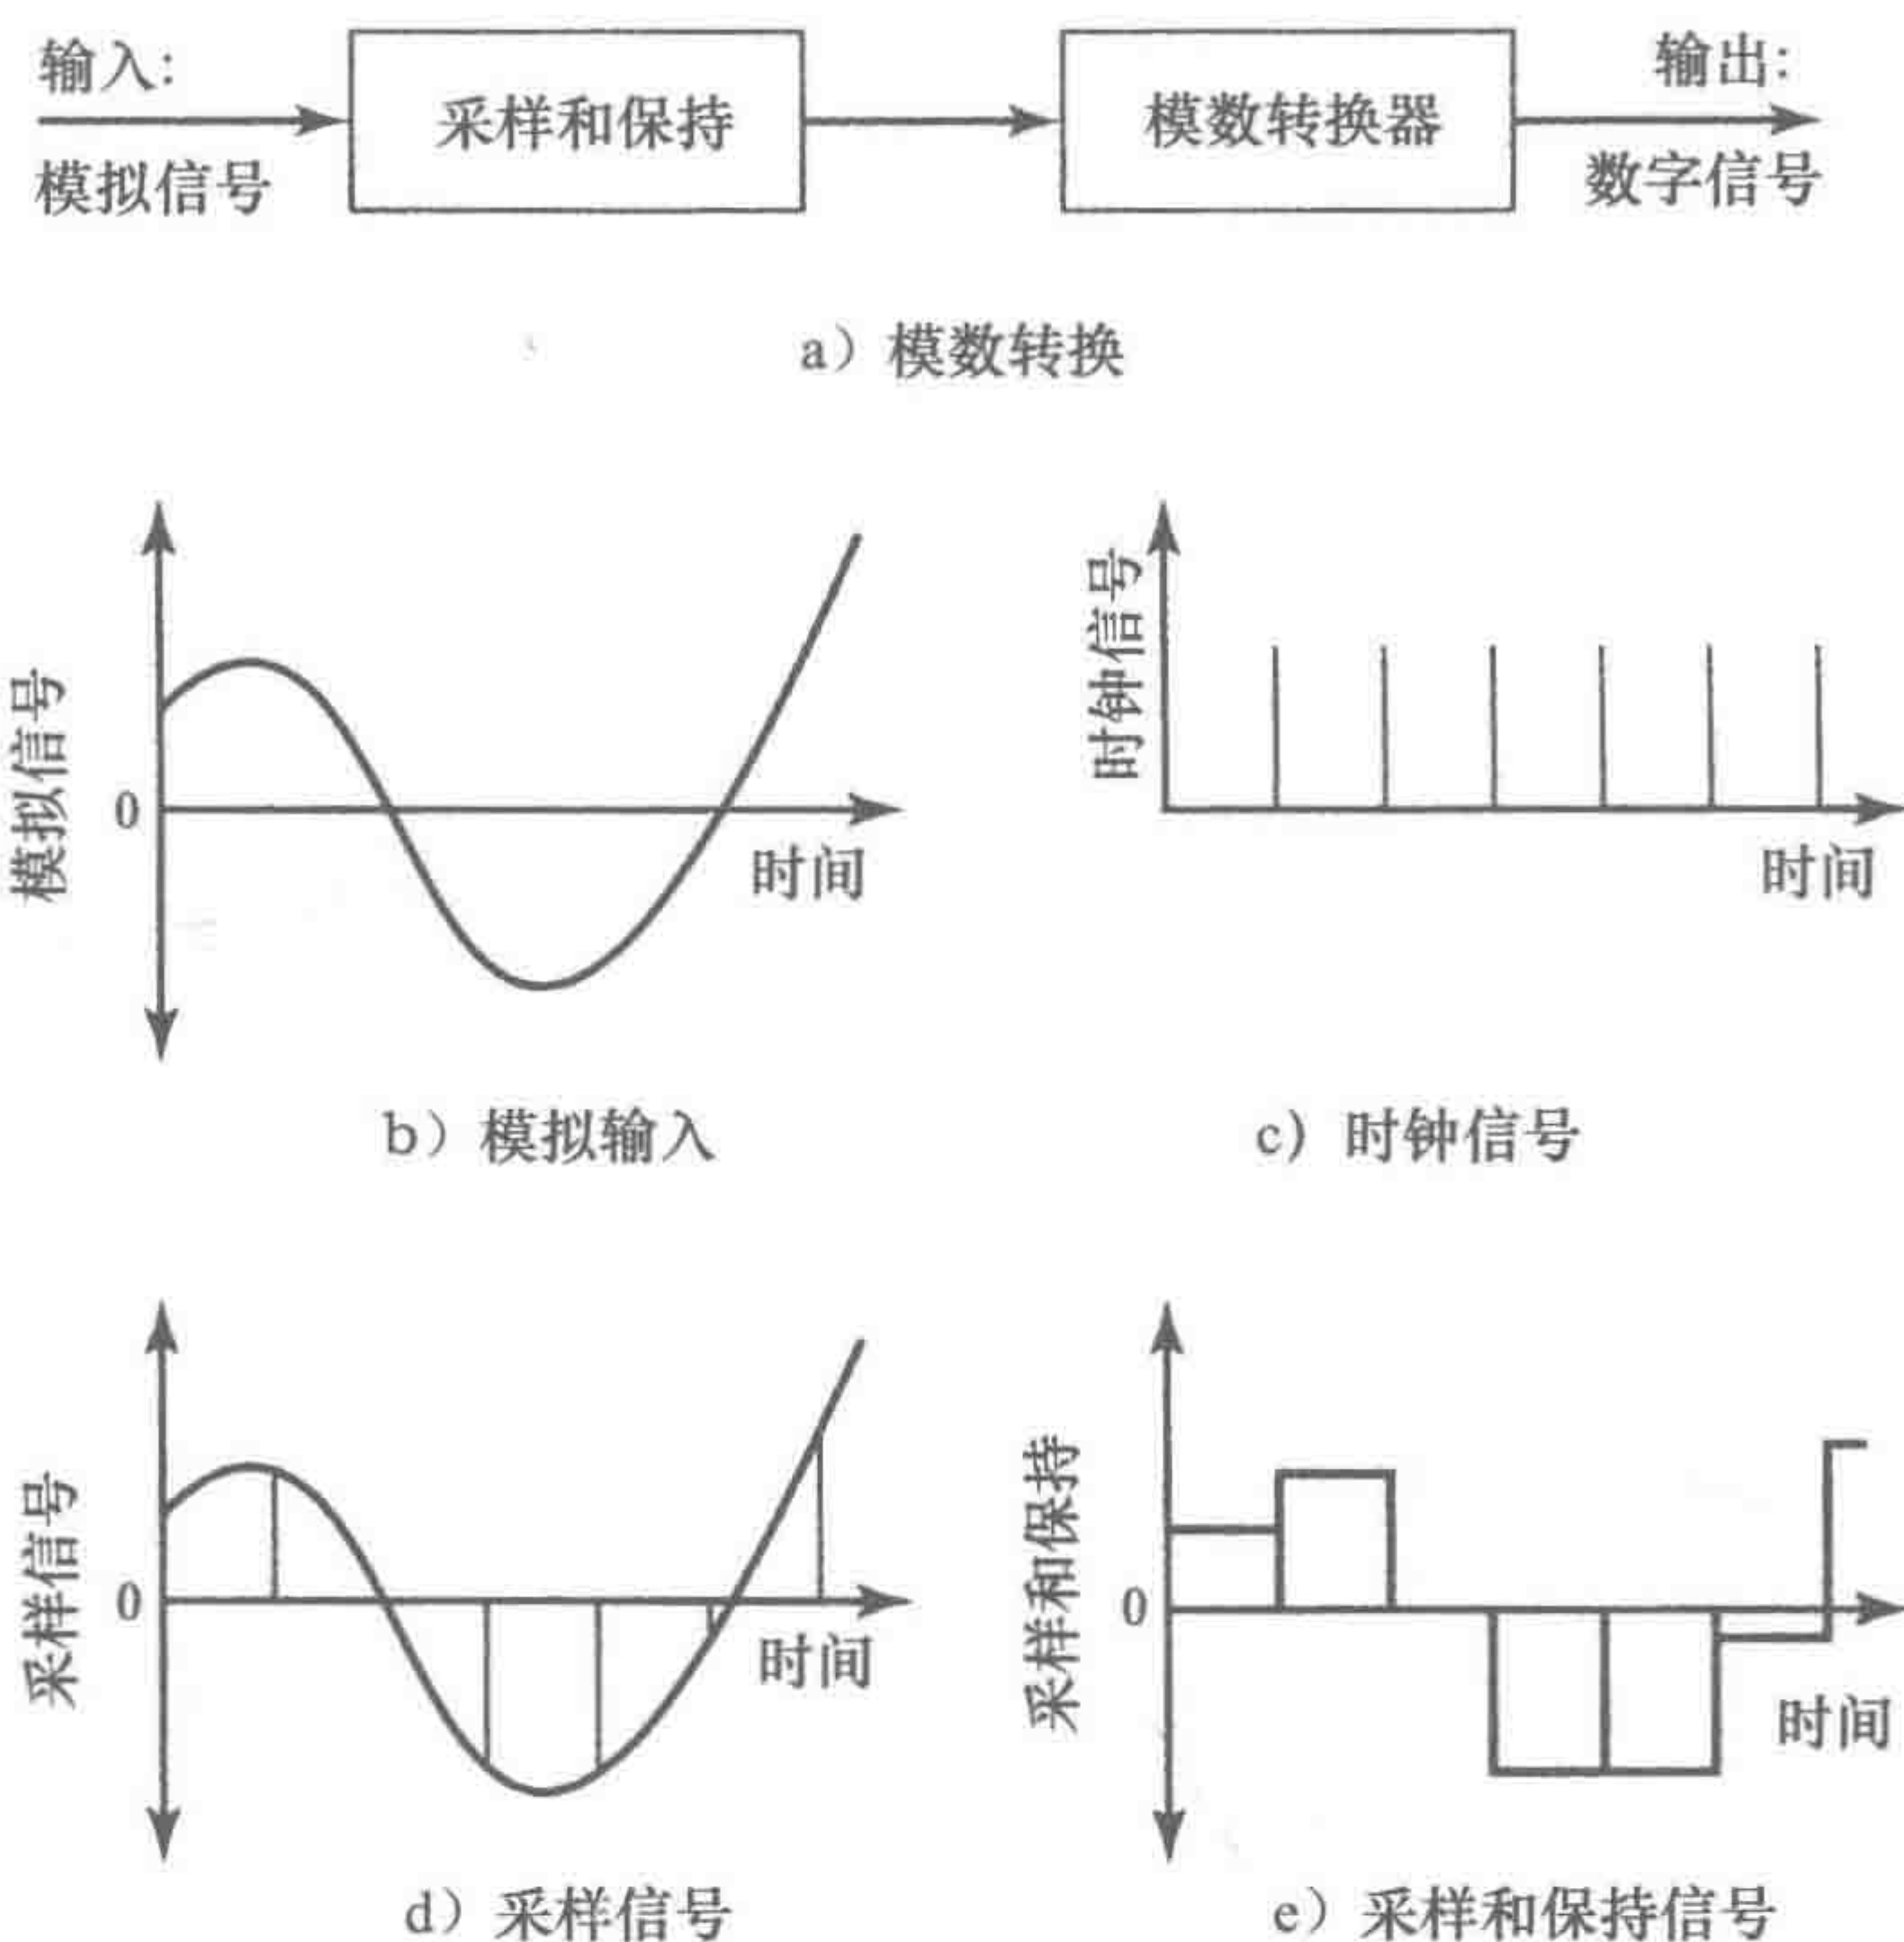 输入:
模拟信号
采样和保持
模数转换器
输出:
数字信号
a）模数转换
模拟信号
0
时间
b）模拟输入
时钟信号
时间
c) 时钟信号
采样信号
0
时间
d）采样信号
采样和保持
0
时间
e）采样和保持信号